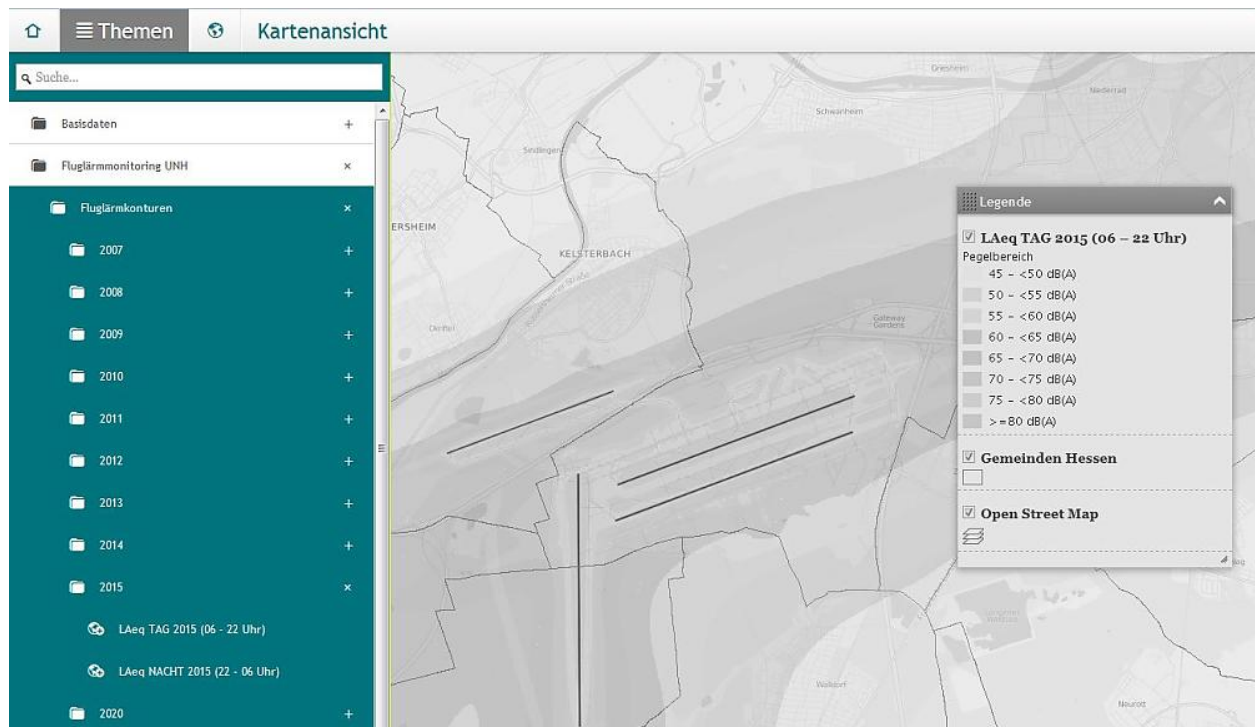 Themen
Kartenansicht
Suche...
Basisdaten
Fluglärmmonitoring UNH
Fluglärmkonturen
2007
2008
2009
2010
2011
2012
2013
2014
2015
LAeq TAG 2015 (06 - 22 Uhr)
LAeq NACHT 2015 (22 - 06 Uhr)
2020
Griesheim
Niederrad
Schwanheim
Sindlingen
ERSHEIM
KELSTERBACH
Okriftel
Gateway
Gardens
Walldorf
Neurott
Legende
LAeq TAG 2015 (06 – 22 Uhr)
Pegelbereich
45 - <50 dB(A)
50 - <55 dB(A)
55 - <60 dB(A)
60 - <65 dB(A)
65 - <70 dB(A)
70 - <75 dB(A)
75 - <80 dB(A)
>=80 dB(A)
Gemeinden Hessen
Open Street Map